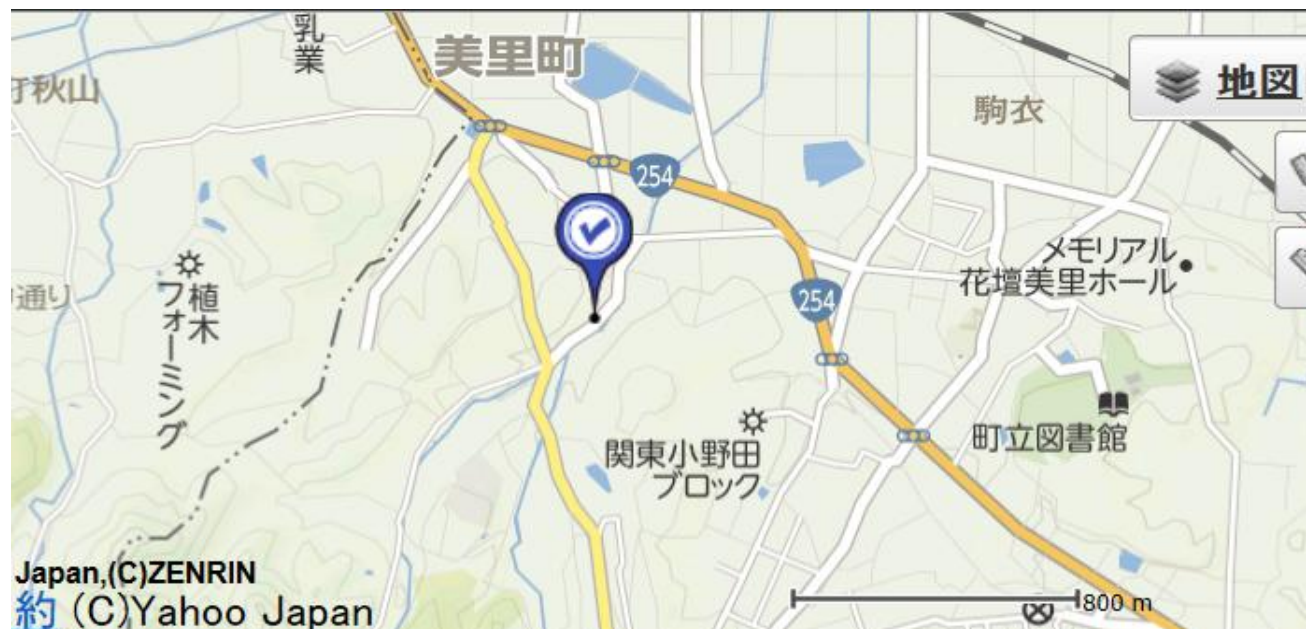 乳業
美里町
町秋山
駒衣
地図
254
メモリアル
花壇美里ホール
通り
植木
フォーミング
254
関東小野田
ブロック
町立図書館
Japan,(C)ZENRIN
約 (C)Yahoo Japan
800 m